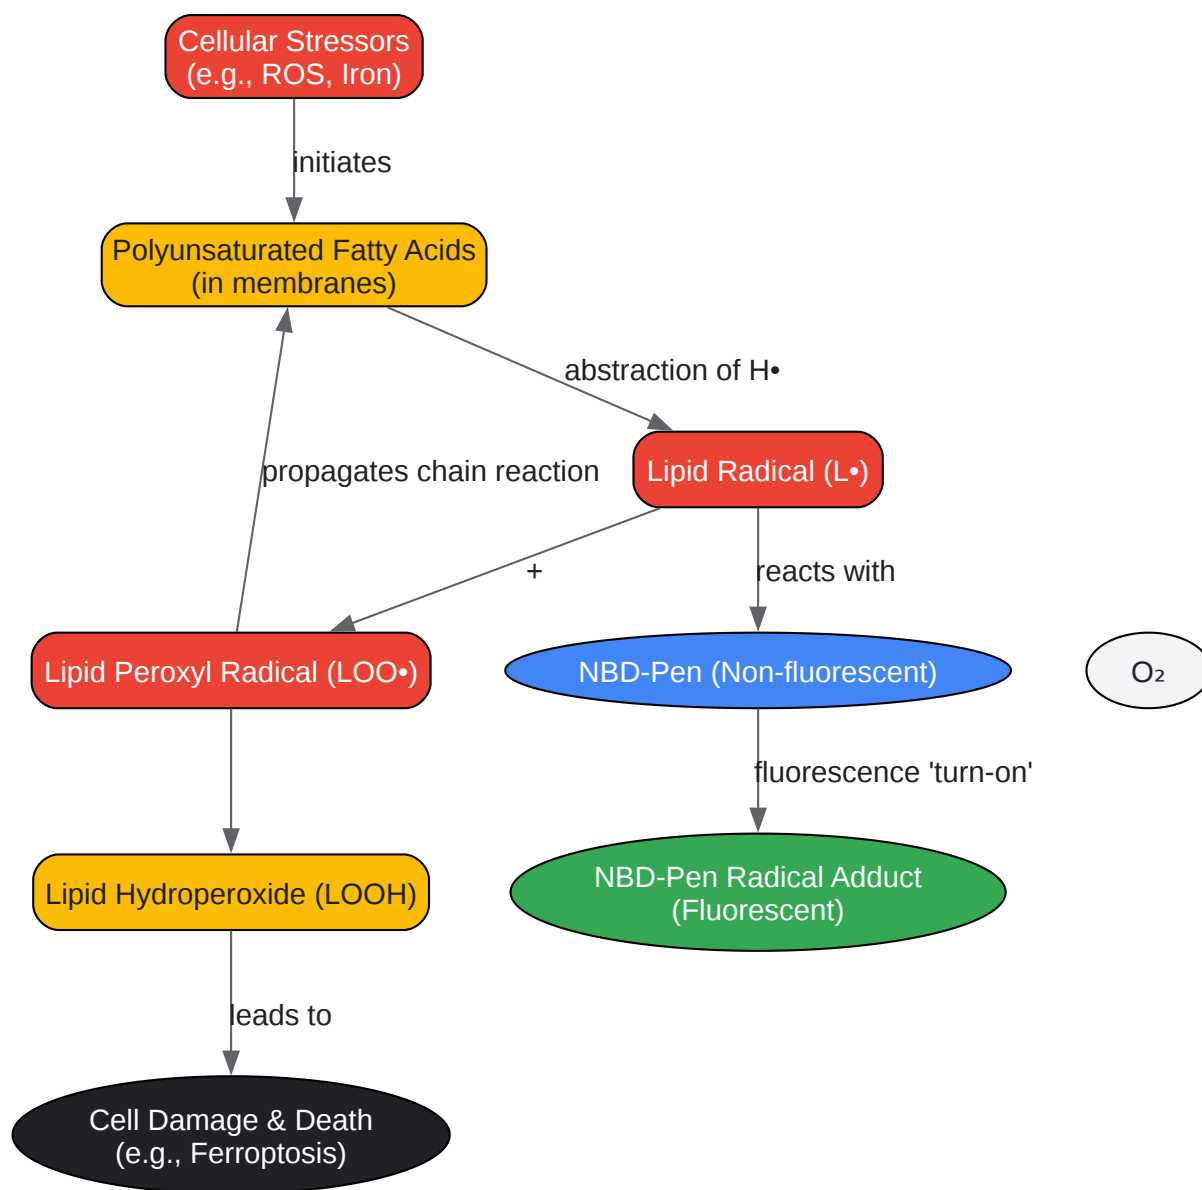 Cellular Stressors
(e.g., ROS, Iron)
initiates
Polyunsaturated Fatty Acids
(in membranes)
abstraction of H•
propagates chain reaction
Lipid Radical (L•)
+
reacts with
Lipid Peroxyl Radical (LOO•)
NBD-Pen (Non-fluorescent)
O₂
fluorescence 'turn-on'
Lipid Hydroperoxide (LOOH)
NBD-Pen Radical Adduct
(Fluorescent)
leads to
Cell Damage & Death
(e.g., Ferroptosis)